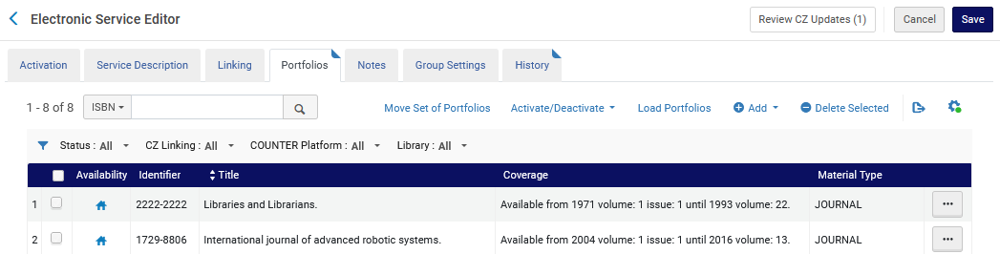 Electronic Service Editor
Review CZ Updates (1) Cancel Save
Activation Service Description Linking Portfolios Notes Group Settings History
1 - 8 of 8 ISBN Move Set of Portfolios Activate/Deactivate Load Portfolios Add Delete Selected
Status : All CZ Linking : All COUNTER Platform : All Library : All
Availability Identifier Title Coverage Material Type
1 2222-2222 Libraries and Librarians. Available from 1971 volume: 1 issue: 1 until 1993 volume: 22. JOURNAL
2 1729-8806 International journal of advanced robotic systems. Available from 2004 volume: 1 issue: 1 until 2016 volume: 13. JOURNAL